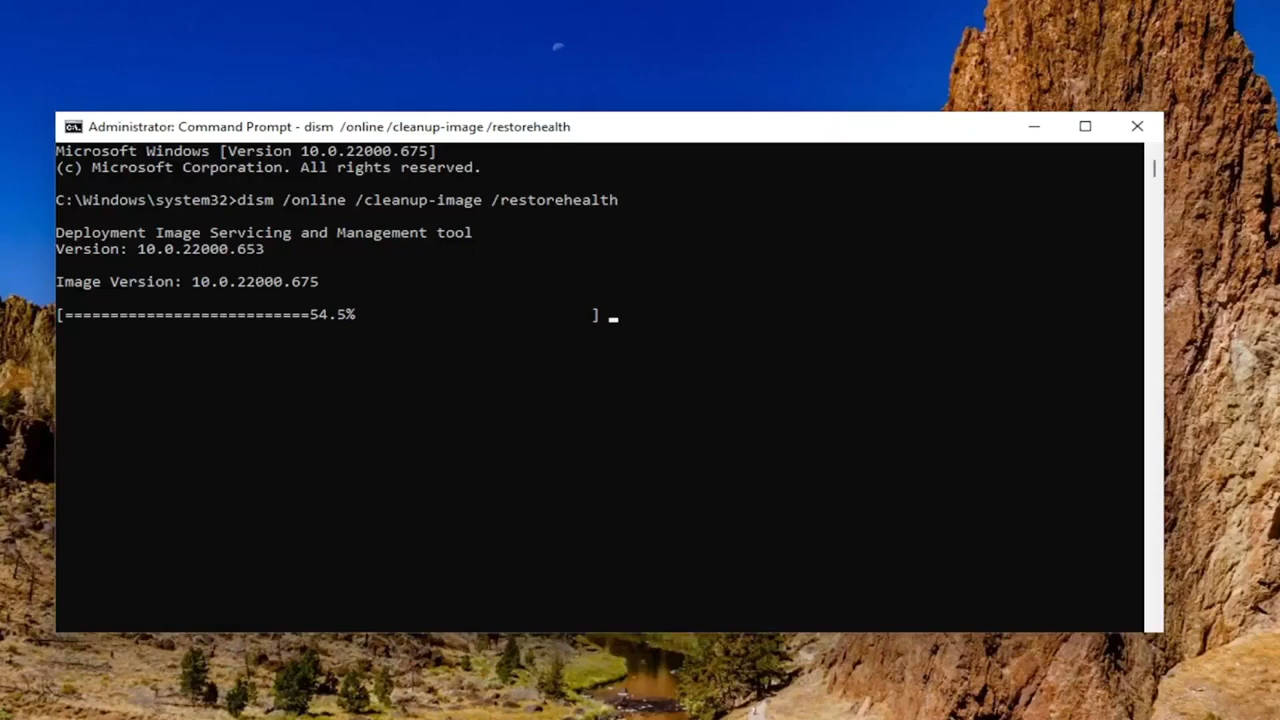 Administrator: Command Prompt - dism  /online /cleanup-image /restorehealth
Microsoft Windows [Version 10.0.22000.675]
(c) Microsoft Corporation. All rights reserved.
C:\Windows\system32>dism /online /cleanup-image /restorehealth
Deployment Image Servicing and Management tool
Version: 10.0.22000.653
Image Version: 10.0.22000.675
[===========================54.5%                          ]